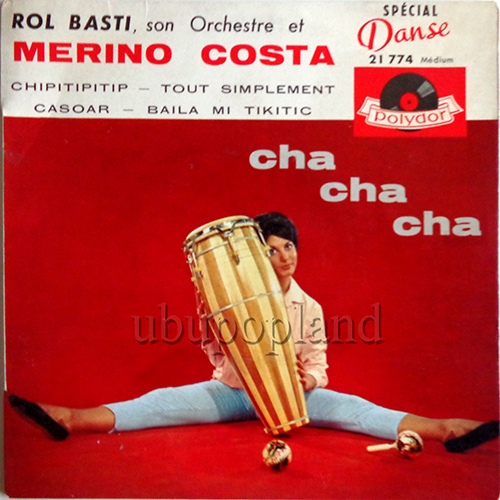 ROL BASTI, son Orchestre et
MERINO COSTA
CHIPITIPITIP — TOUT SIMPLEMENT
CASOAR — BAILA MI TIKITIC
SPÉCIAL
Danse
21 774 Médium
Polydor
cha
cha
cha
ubupopland